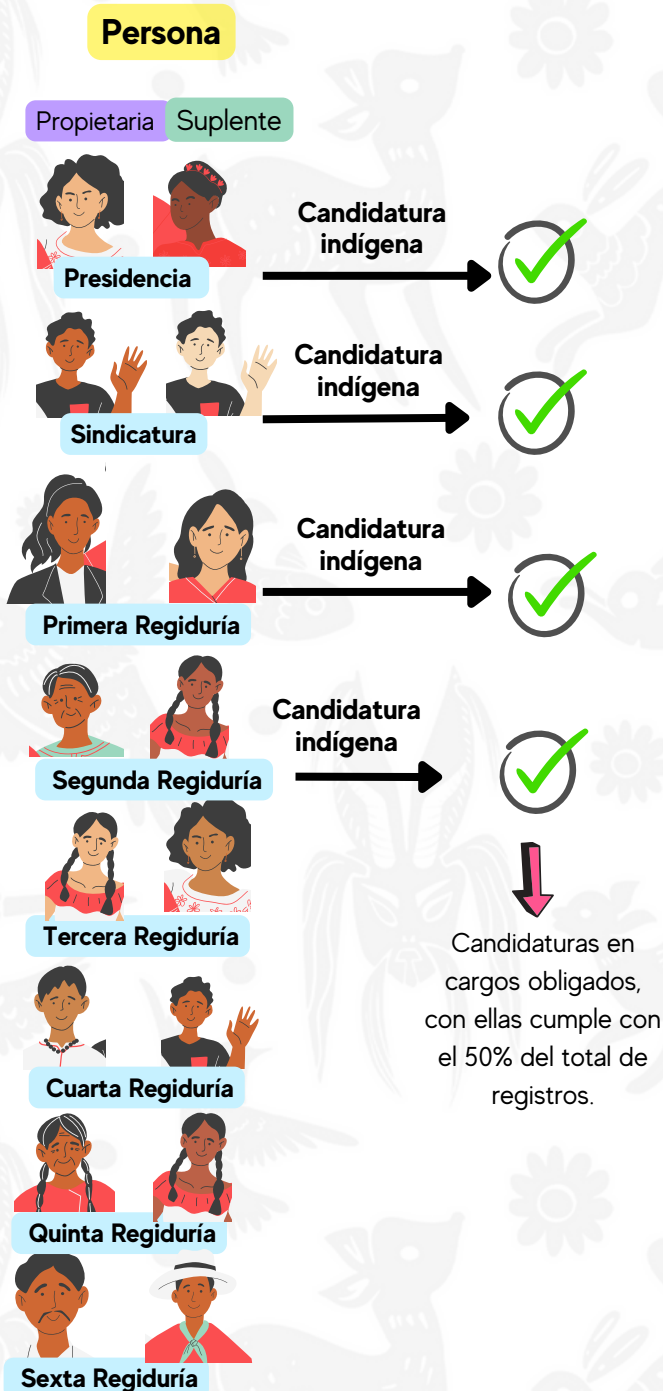 Persona
Propietaria
Suplente
Presidencia
Candidatura
indígena
Sindicatura
Candidatura
indígena
Primera Regiduría
Candidatura
indígena
Segunda Regiduría
Candidatura
indígena
Tercera Regiduría
Candidaturas en
cargos obligados,
con ellas cumple con
el 50% del total de
registros.
Cuarta Regiduría
Quinta Regiduría
Sexta Regiduría